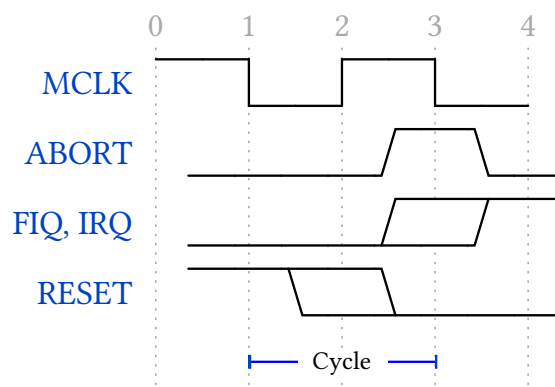 0 1 2 3 4
MCLK
ABORT
FIQ, IRQ
RESET
Cycle